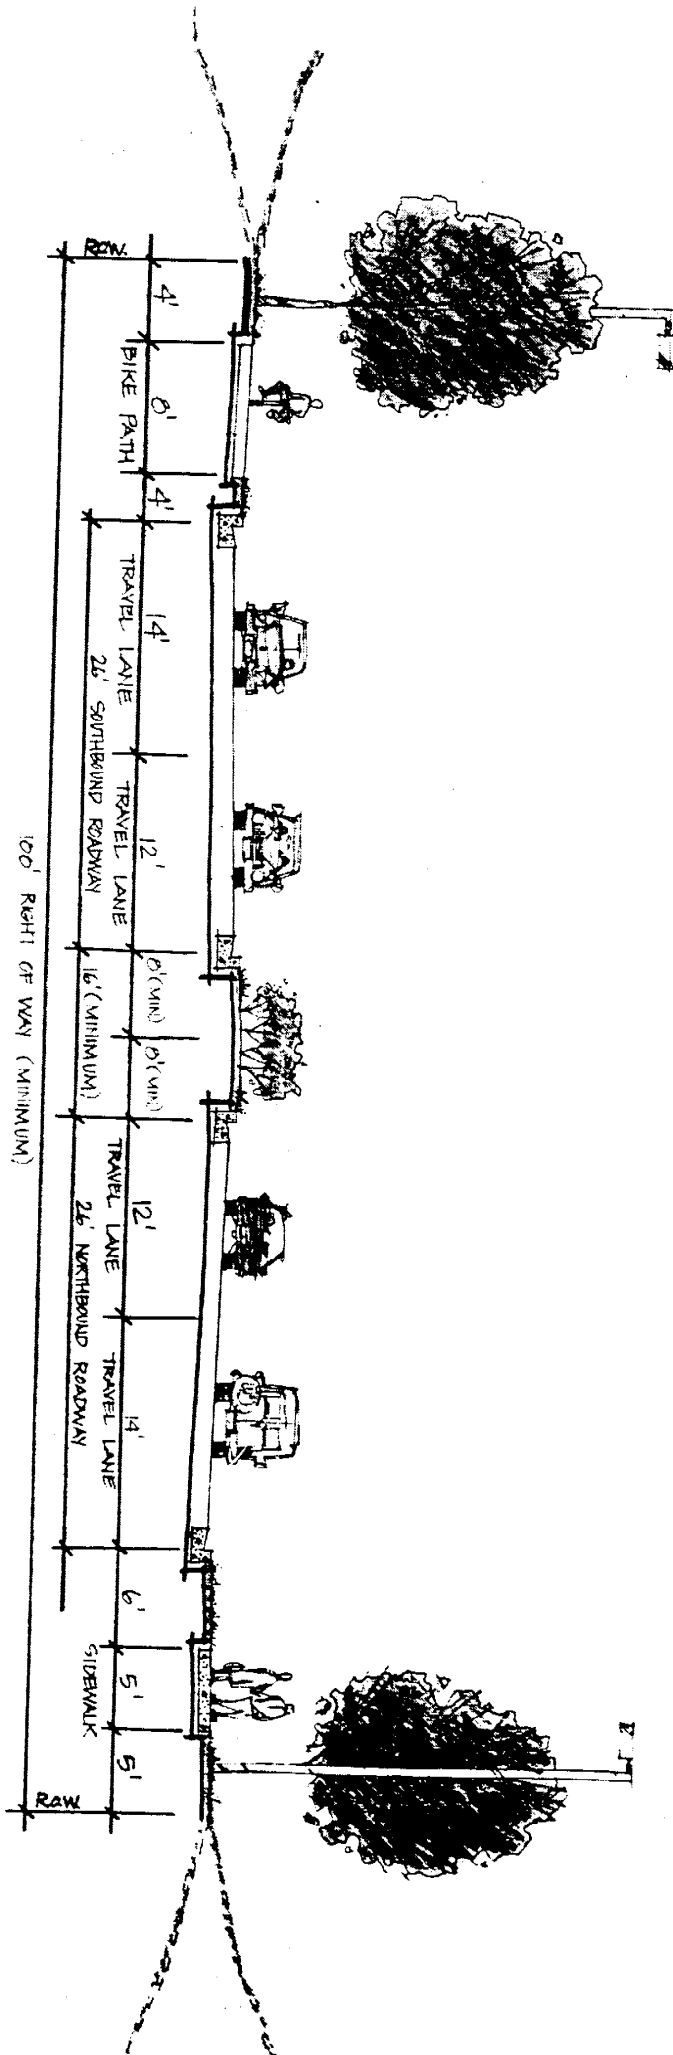 R.O.W.
4' 8' 4' 14' 12' 8'(MIN) 8'(MIN) 12' 14' 6' 5' 5'
BIKE PATH TRAVEL LANE TRAVEL LANE TRAVEL LANE TRAVEL LANE SIDEWALK
26' SOUTHBOUND ROADWAY 16'(MINIMUM) 26' NORTHBOUND ROADWAY
R.O.W.
100' RIGHT OF WAY (MINIMUM)